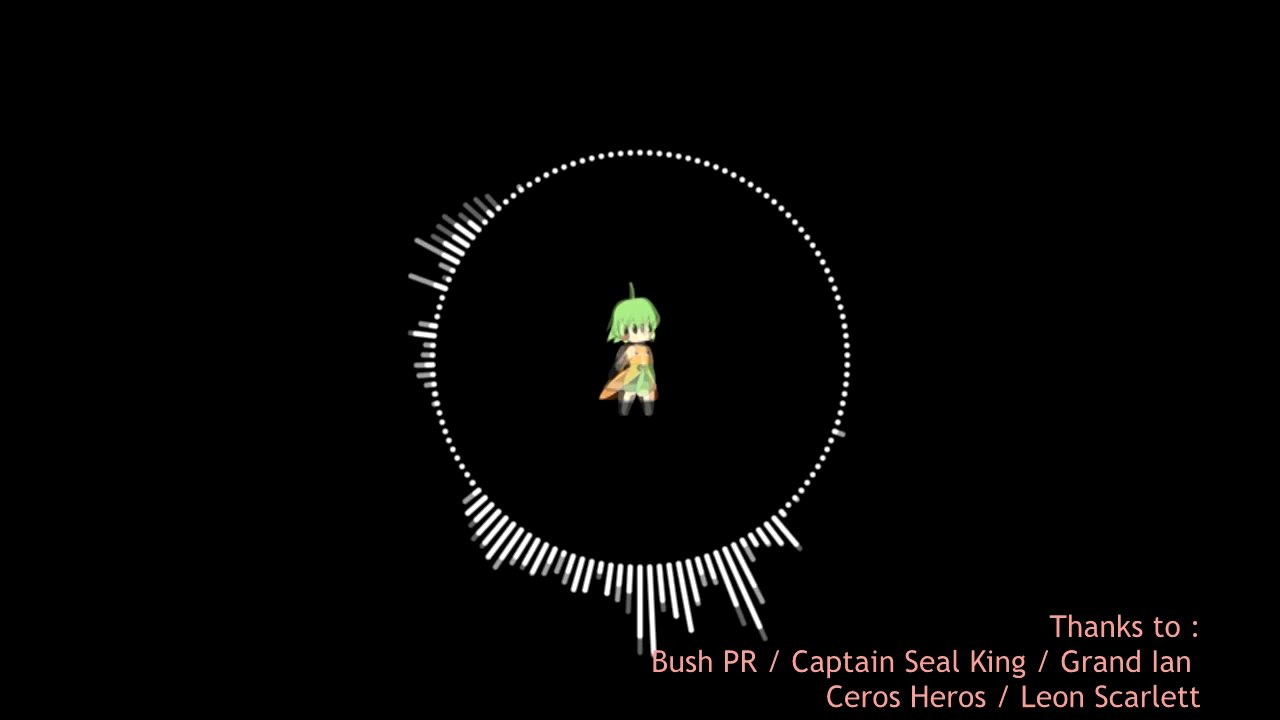 Thanks to :
Bush PR / Captain Seal King / Grand Ian
Ceros Heros / Leon Scarlett